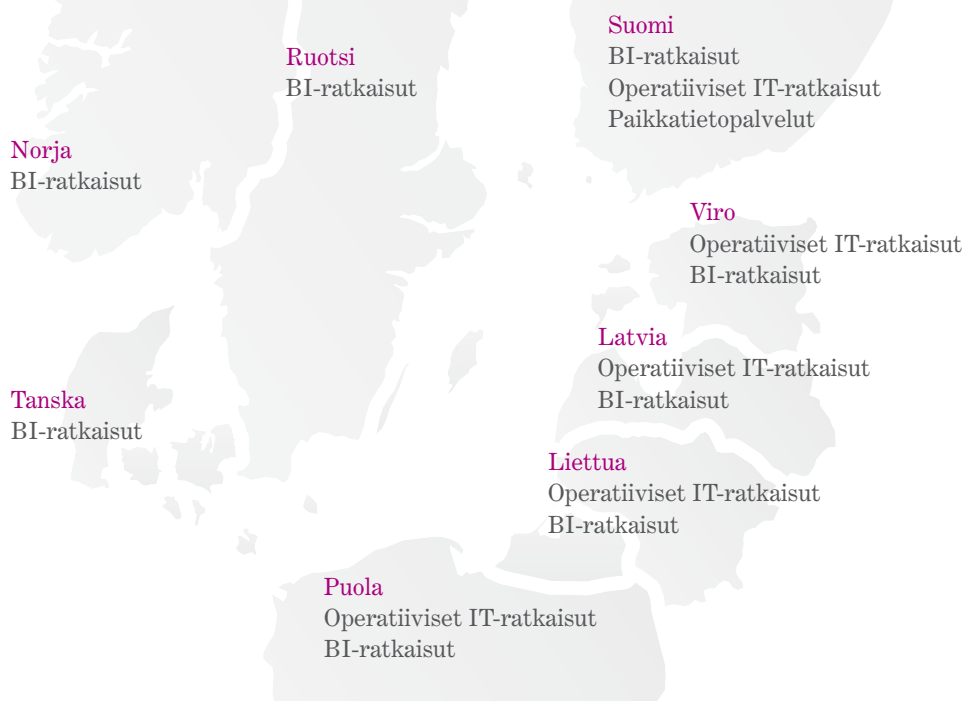 Suomi
BI-ratkaisut
Operatiiviset IT-ratkaisut
Paikkatietopalvelut
Ruotsi
BI-ratkaisut
Norja
BI-ratkaisut
Viro
Operatiiviset IT-ratkaisut
BI-ratkaisut
Latvia
Operatiiviset IT-ratkaisut
BI-ratkaisut
Tanska
BI-ratkaisut
Liettua
Operatiiviset IT-ratkaisut
BI-ratkaisut
Puola
Operatiiviset IT-ratkaisut
BI-ratkaisut